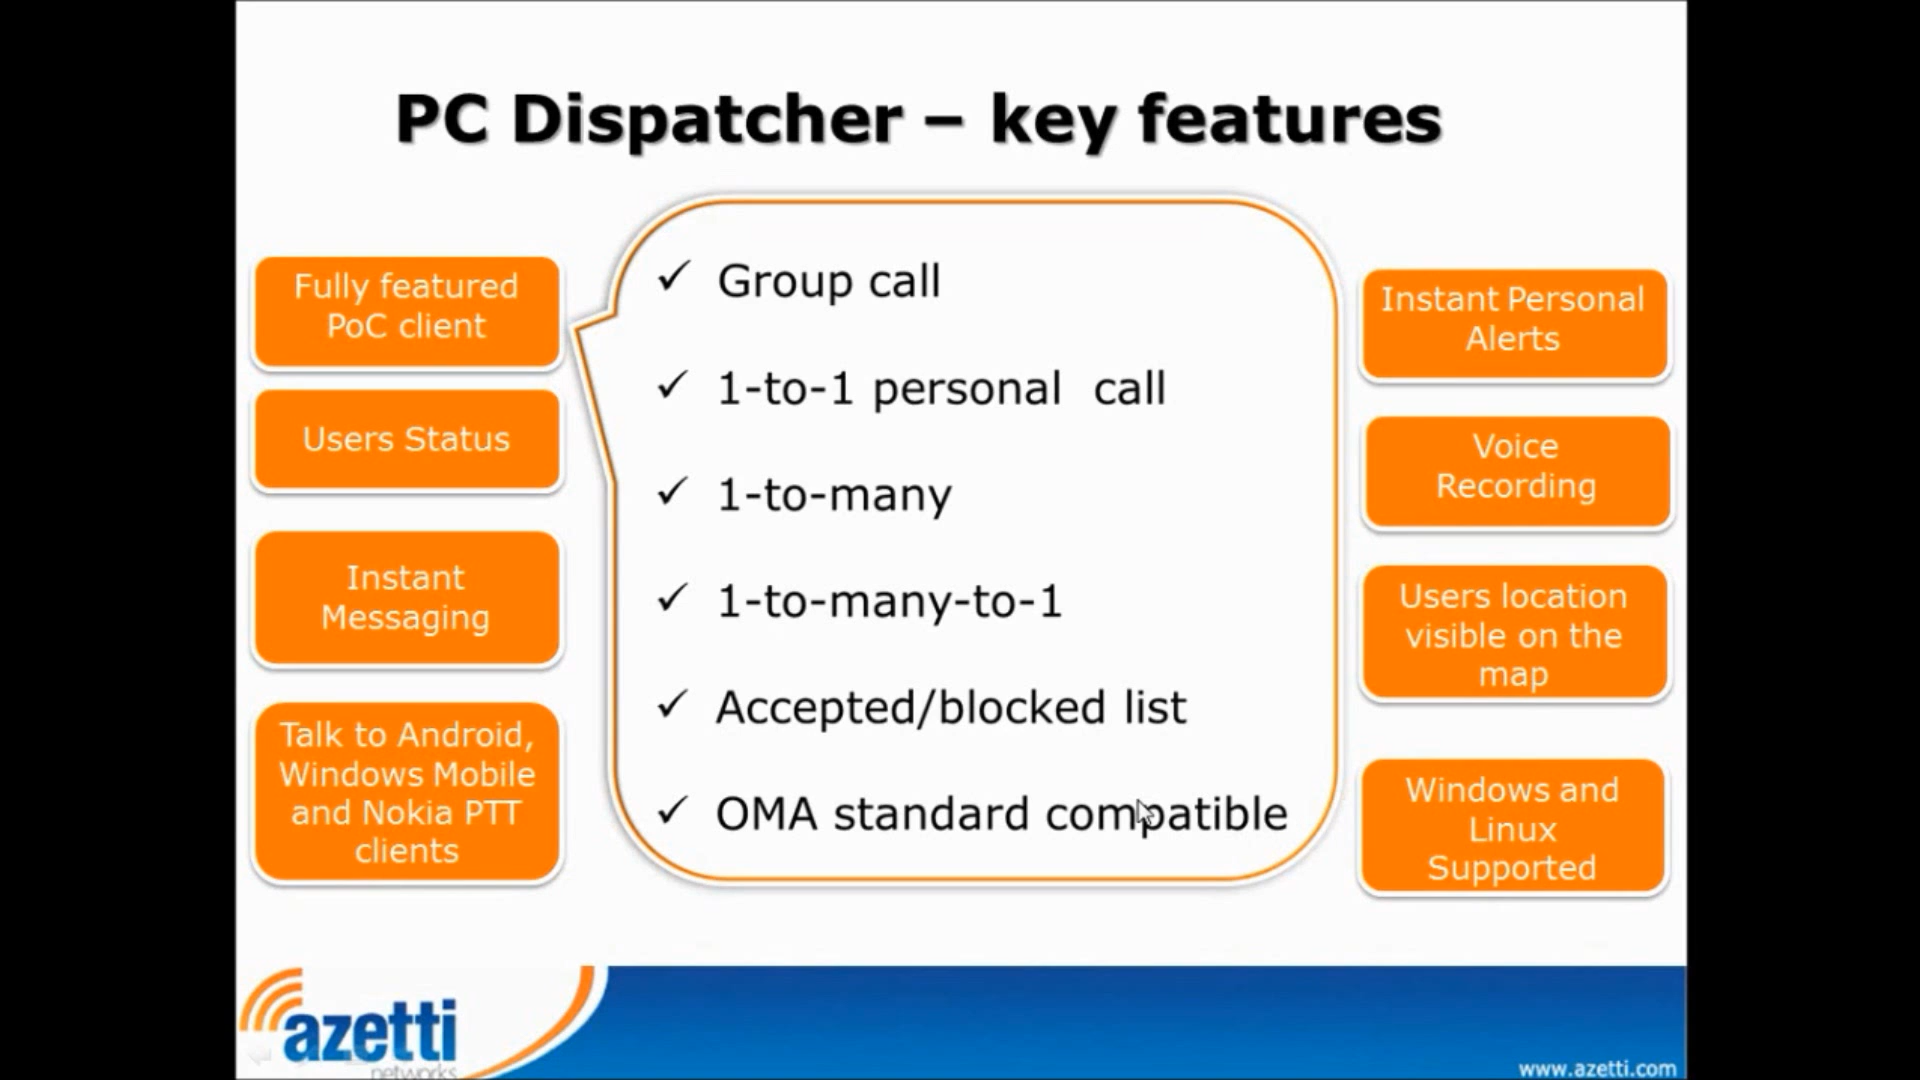 PC Dispatcher – key features
Fully featured
PoC client
Users Status
Instant
Messaging
Talk to Android,
Windows Mobile
and Nokia PTT
clients
✓ Group call
✓ 1-to-1 personal call
✓ 1-to-many
✓ 1-to-many-to-1
✓ Accepted/blocked list
✓ OMA standard compatible
Instant Personal
Alerts
Voice
Recording
Users location
visible on the
map
Windows and
Linux
Supported
azetti
networks
www.azetti.com